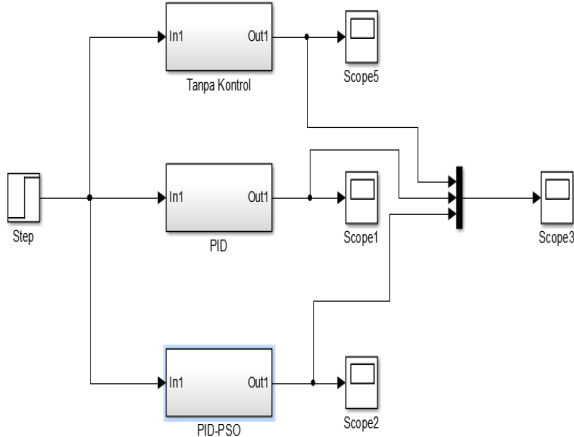 In1 Out1
Tanpa Kontrol
Scope5
Step
In1 Out1
PID
Scope1
Scope3
In1 Out1
PID-PSO
Scope2